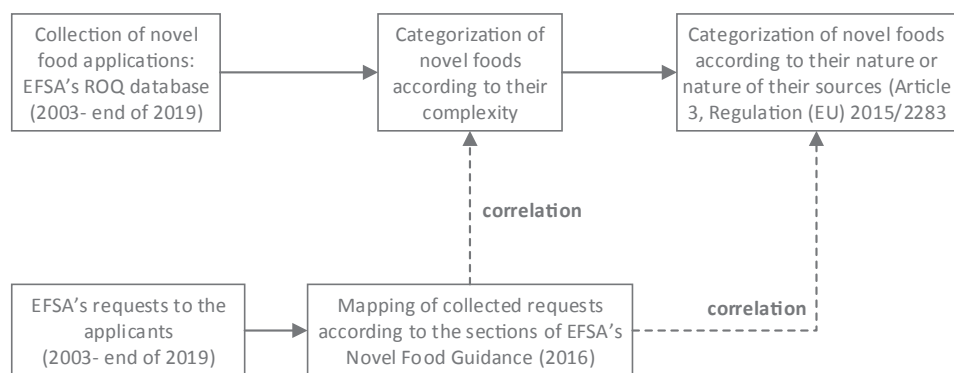 Collection of novel
food applications:
EFSA's ROQ database
(2003- end of 2019)
Categorization of
novel foods
according to their
complexity
Categorization of novel foods
according to their nature or
nature of their sources (Article
3, Regulation (EU) 2015/2283
correlation
EFSA's requests to the
applicants
(2003- end of 2019)
Mapping of collected requests
according to the sections of EFSA's
Novel Food Guidance (2016)
correlation